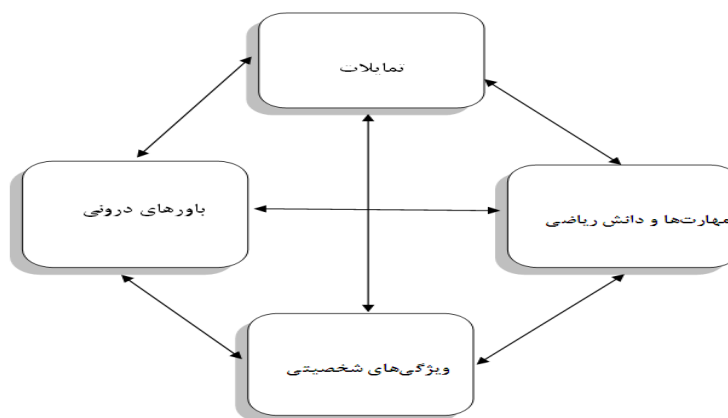 تمایلات
باورهای درونی
مهارت‌ها و دانش ریاضی
ویژگی‌های شخصیتی